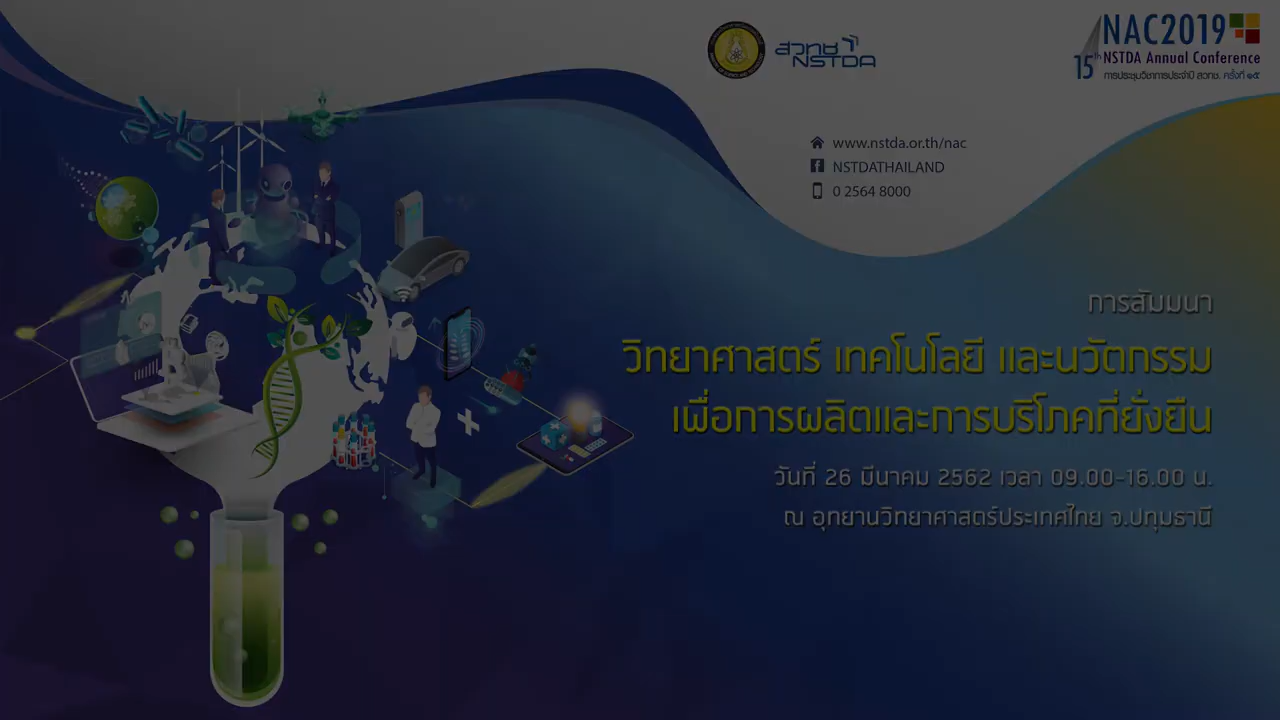 สวทช
NSTDA
NAC2019
15th NSTDA Annual Conference
การประชุมวิชาการประจำปี สวทช. ครั้งที่ ๑๕
www.nstda.or.th/nac
NSTDATHAILAND
0 2564 8000
การสัมมนา
วิทยาศาสตร์ เทคโนโลยี และนวัตกรรม
เพื่อการผลิตและการบริโภคที่ยั่งยืน
วันที่ 26 มีนาคม 2562 เวลา 09.00-16.00 น.
ณ อุทยานวิทยาศาสตร์ประเทศไทย จ.ปทุมธานี